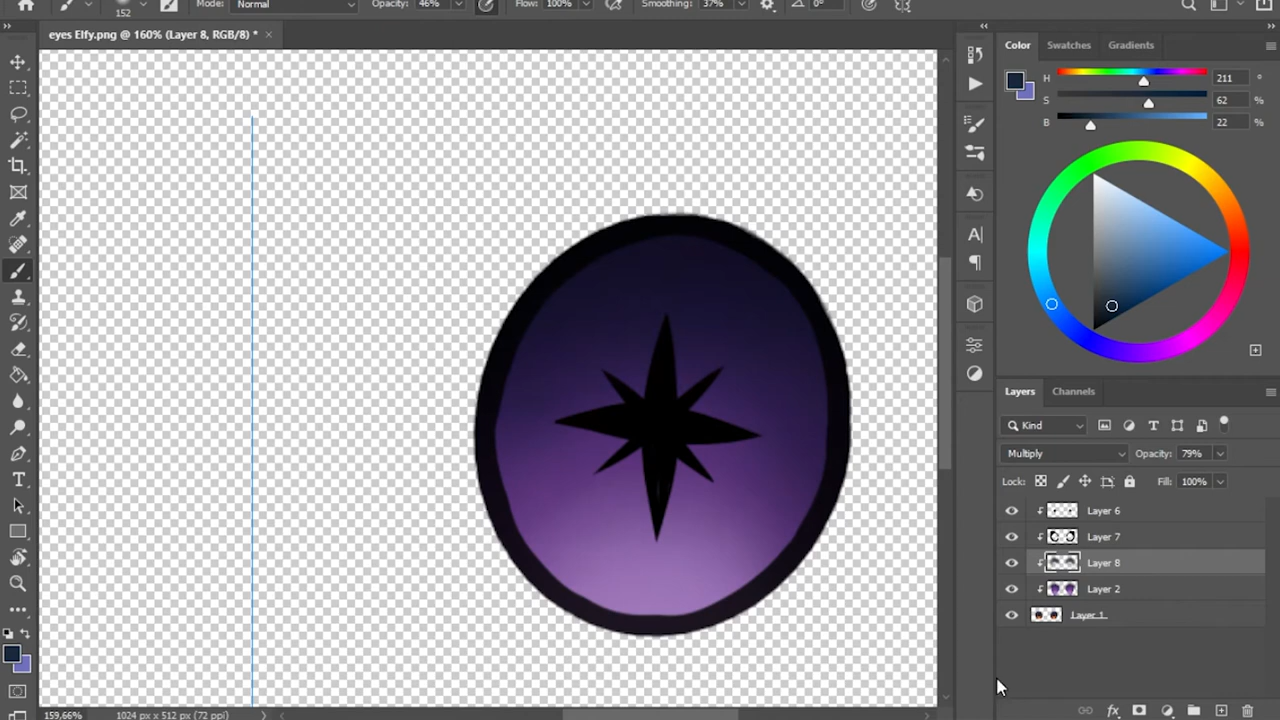 152 Mode: Normal Opacity: 46% Flow: 100% Smoothing: 37% 0°
eyes Elfy.png @ 160% (Layer 8, RGB/8) * ×
Color Swatches Gradients
H 211 °
S 62 %
B 22 %
Layers Channels
Kind
Multiply Opacity: 79%
Lock: Fill: 100%
Layer 6
Layer 7
Layer 8
Layer 2
Layer 1
159,66% 1024 px x 512 px (72 ppi)